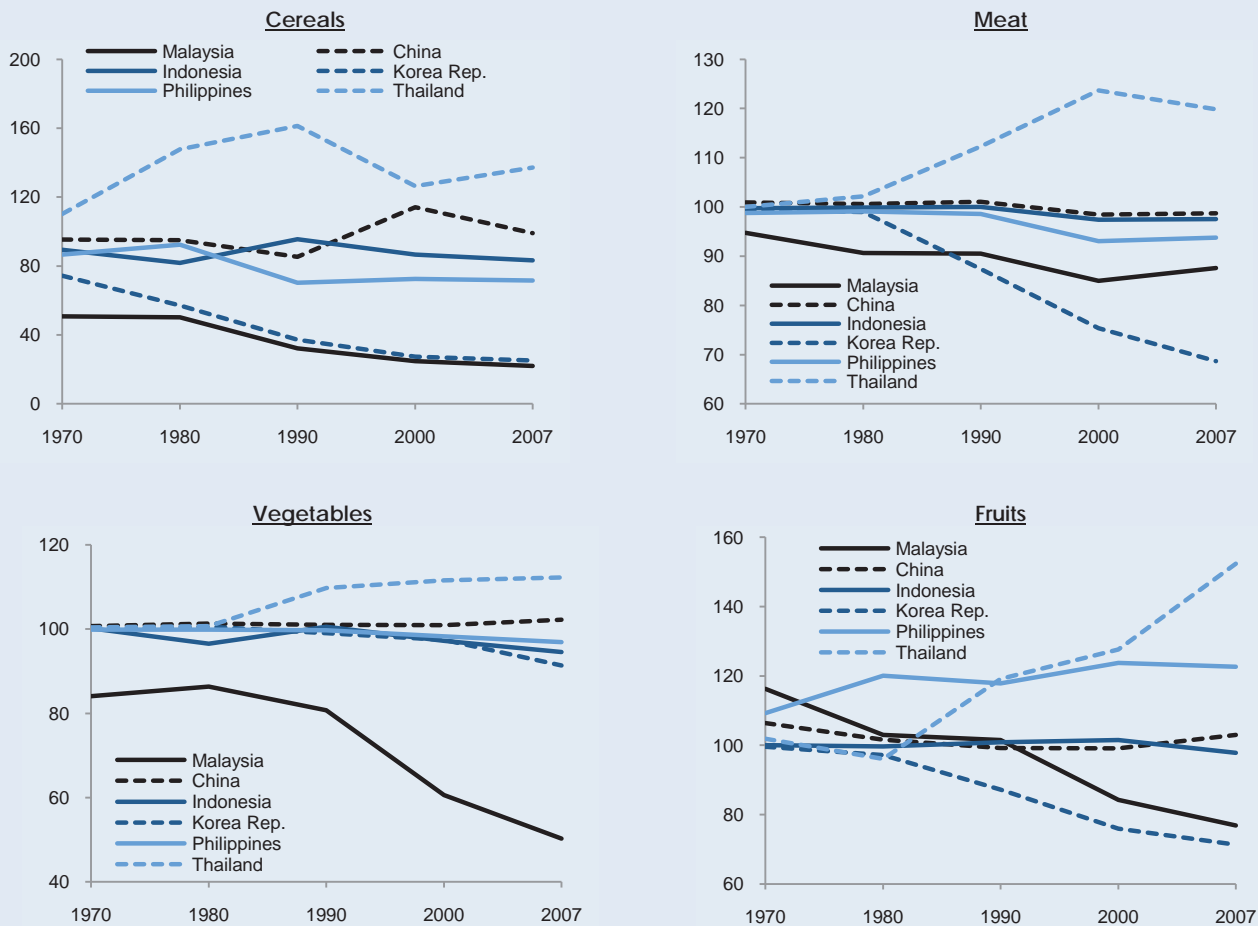 Cereals
Malaysia China
Indonesia Korea Rep.
Philippines Thailand
200
160
120
80
40
0
1970 1980 1990 2000 2007
Meat
130
120
110
100
90
80
70
60
Malaysia
China
Indonesia
Korea Rep.
Philippines
Thailand
1970 1980 1990 2000 2007
Vegetables
120
100
80
60
40
Malaysia
China
Indonesia
Korea Rep.
Philippines
Thailand
1970 1980 1990 2000 2007
Fruits
160
140
120
100
80
60
Malaysia
China
Indonesia
Korea Rep.
Philippines
Thailand
1970 1980 1990 2000 2007